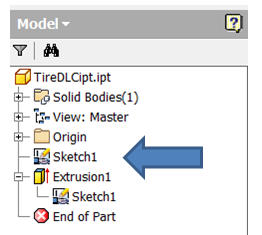 Model
TireDLCipt.ipt
Solid Bodies(1)
View: Master
Origin
Sketch1
Extrusion1
Sketch1
End of Part